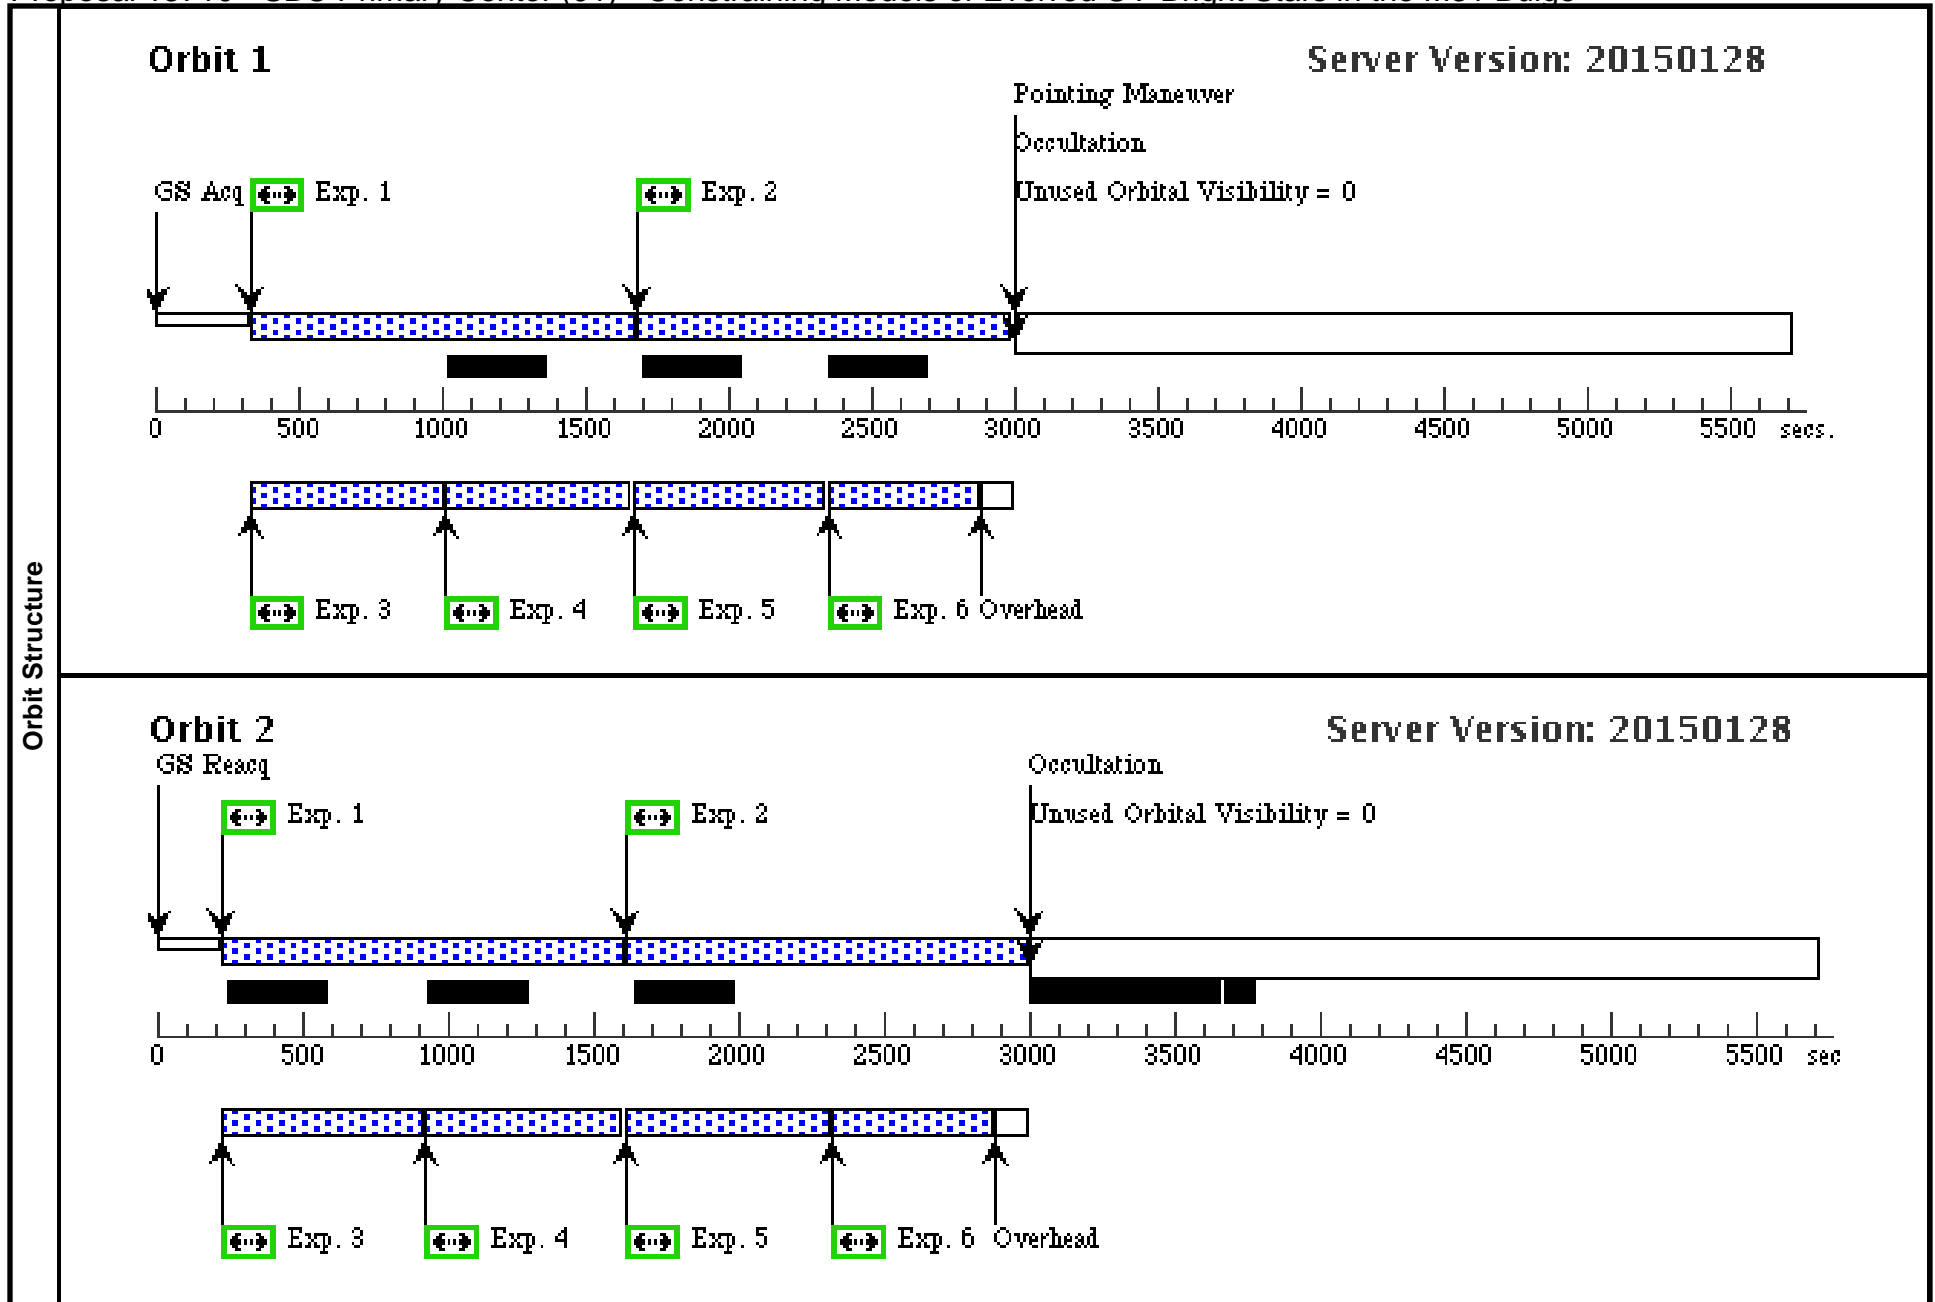 Orbit Structure
Orbit 1
Server Version: 20150128
Pointing Maneuver
Occultation
Unused Orbital Visibility = 0
GS Acq
Exp. 1
Exp. 2
0 500 1000 1500 2000 2500 3000 3500 4000 4500 5000 5500 secs.
Exp. 3
Exp. 4
Exp. 5
Exp. 6
Overhead
Orbit 2
Server Version: 20150128
GS Reacq
Occultation
Unused Orbital Visibility = 0
Exp. 1
Exp. 2
0 500 1000 1500 2000 2500 3000 3500 4000 4500 5000 5500 sec
Exp. 3
Exp. 4
Exp. 5
Exp. 6
Overhead